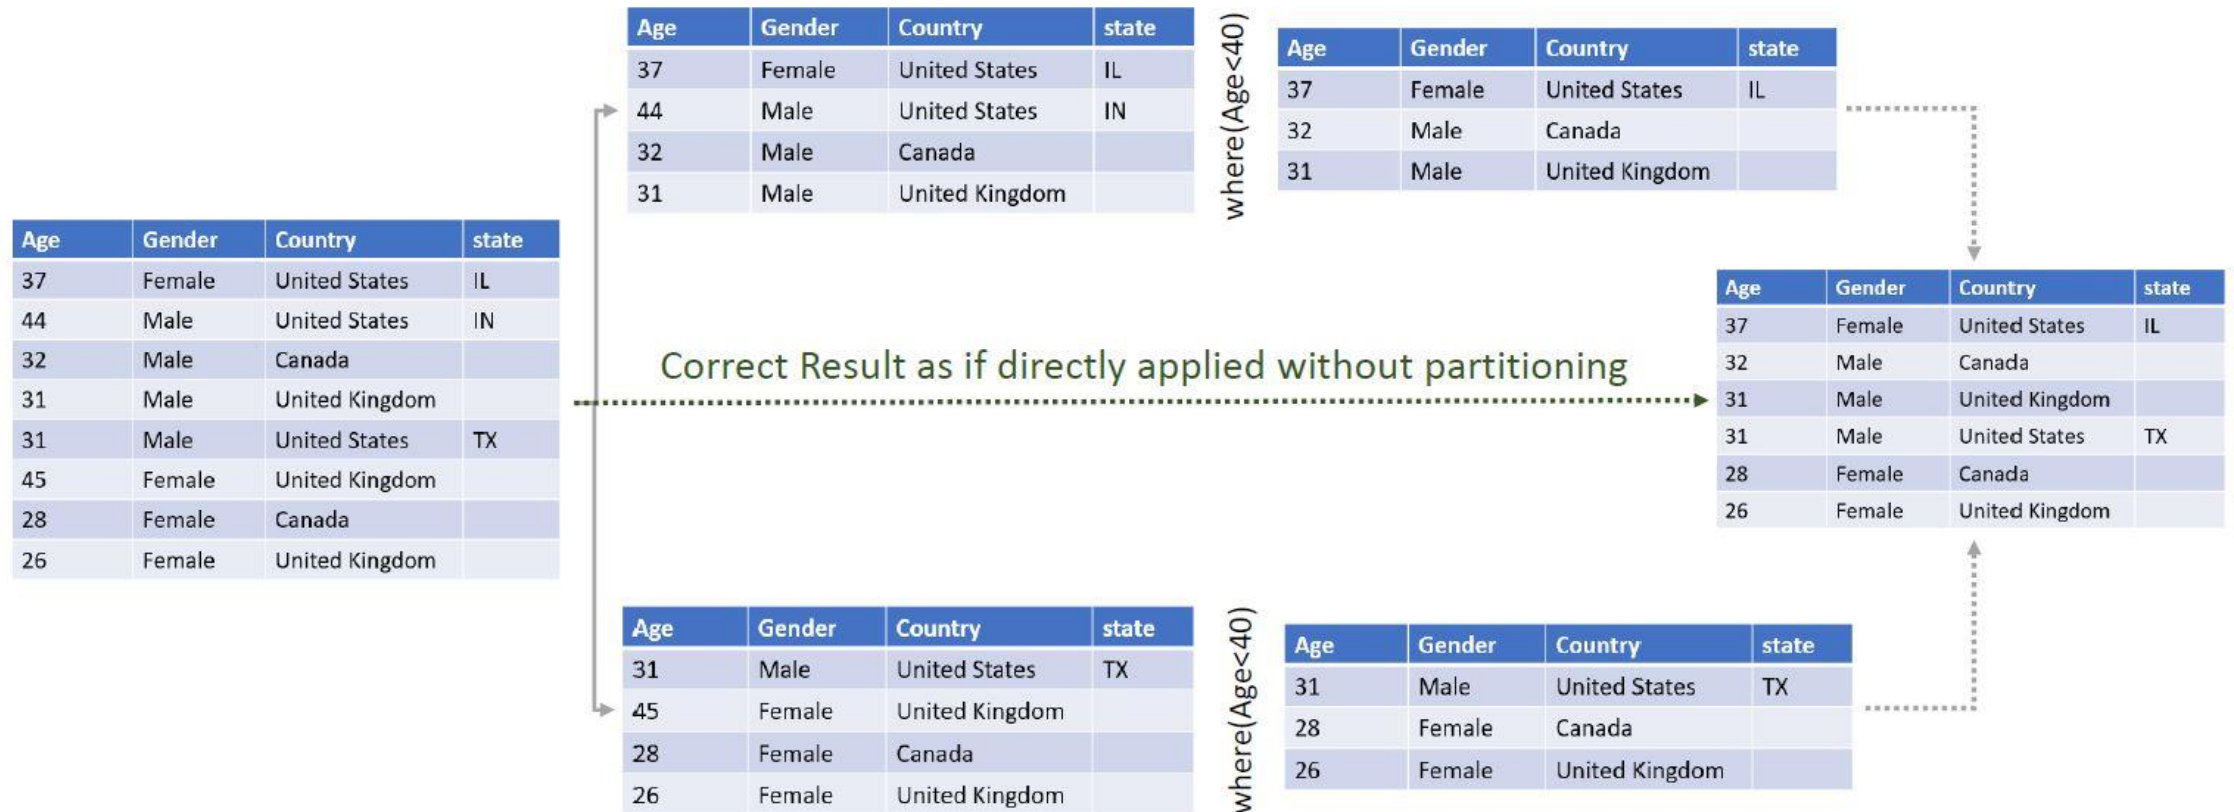 Age Gender Country state
37 Female United States IL
44 Male United States IN
32 Male Canada
31 Male United Kingdom
31 Male United States TX
45 Female United Kingdom
28 Female Canada
26 Female United Kingdom
Age Gender Country state
37 Female United States IL
44 Male United States IN
32 Male Canada
31 Male United Kingdom
where(Age<40)
Age Gender Country state
37 Female United States IL
32 Male Canada
31 Male United Kingdom
Correct Result as if directly applied without partitioning
Age Gender Country state
31 Male United States TX
45 Female United Kingdom
28 Female Canada
26 Female United Kingdom
where(Age<40)
Age Gender Country state
31 Male United States TX
28 Female Canada
26 Female United Kingdom
Age Gender Country state
37 Female United States IL
32 Male Canada
31 Male United Kingdom
31 Male United States TX
28 Female Canada
26 Female United Kingdom